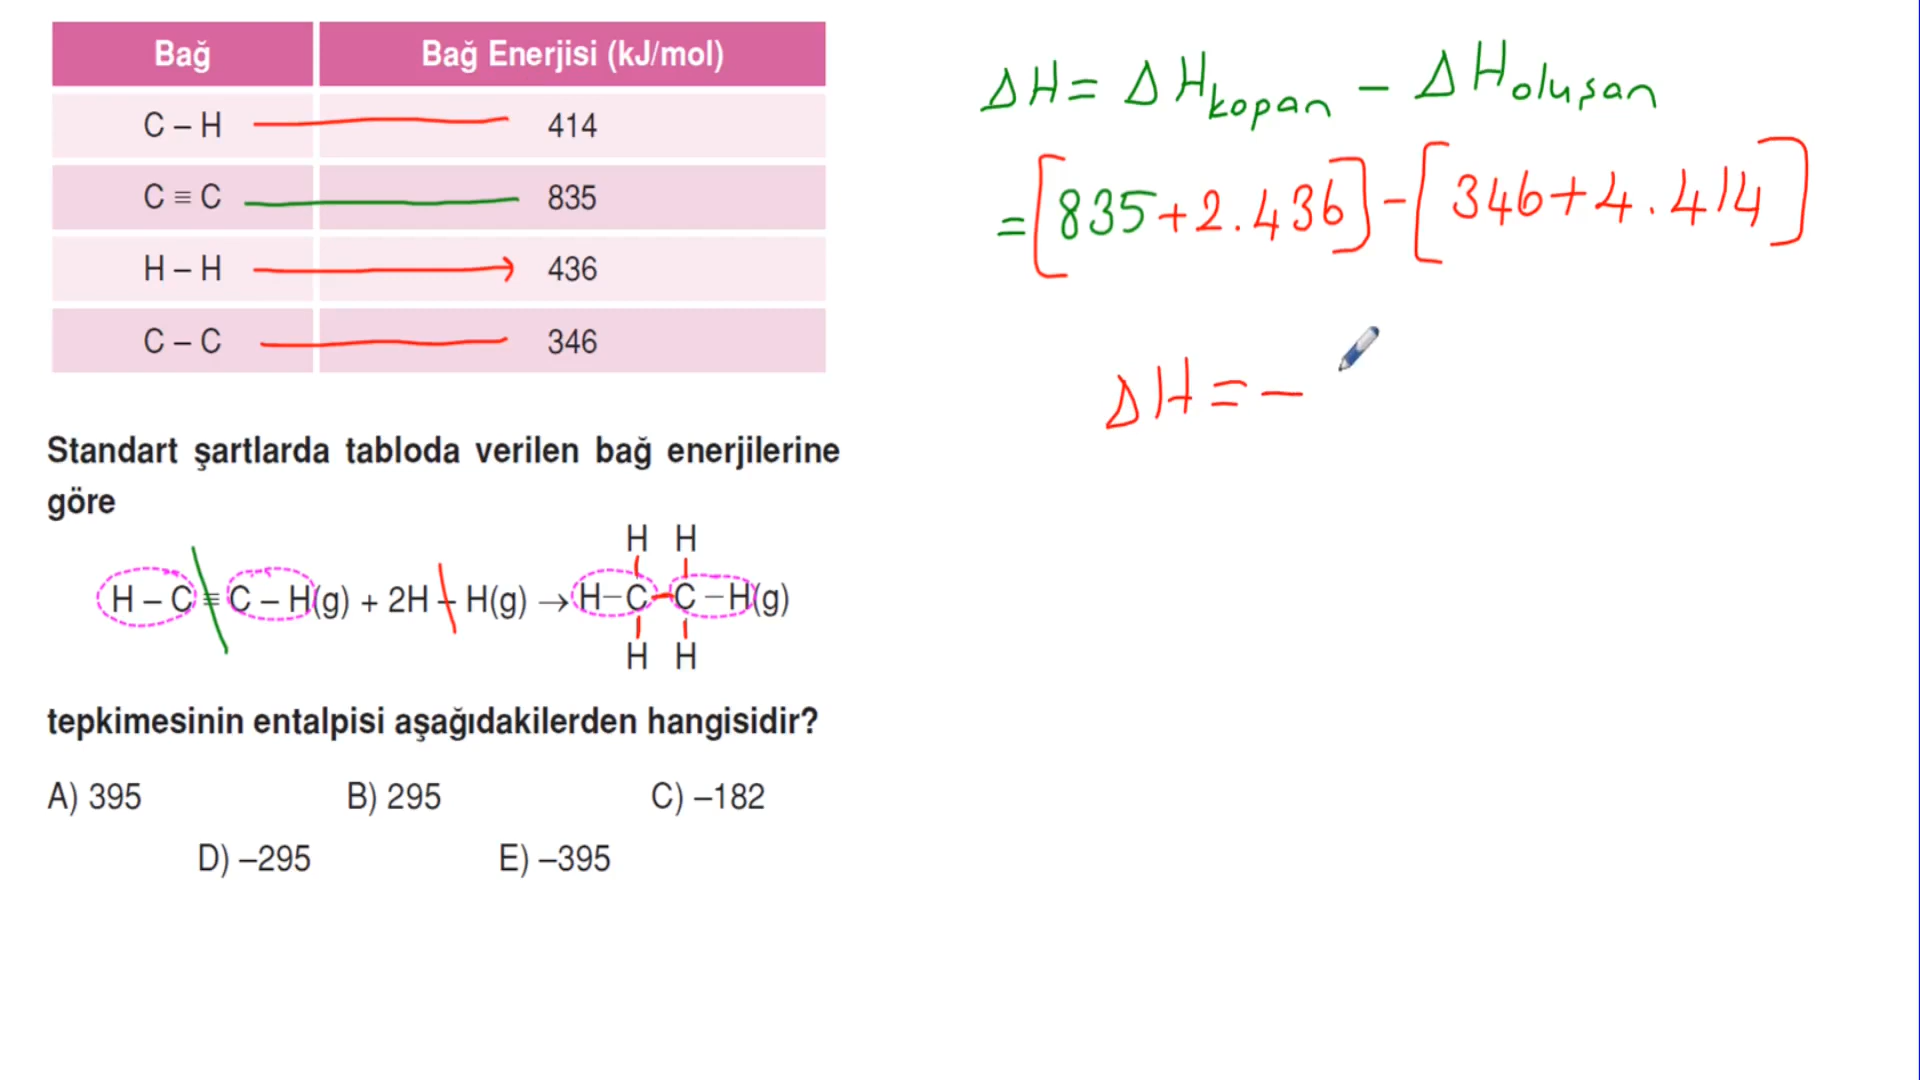 Bağ Bağ Enerjisi (kJ/mol)
C – H 414
C ≡ C 835
H – H 436
C – C 346
Standart şartlarda tabloda verilen bağ enerjilerine
göre
H H
H – C ≡ C – H(g) + 2H – H(g) → H – C – C – H(g)
H H
tepkimesinin entalpisi aşağıdakilerden hangisidir?
A) 395 B) 295 C) –182
D) –295 E) –395
ΔH = ΔHkopan – ΔHoluşan
= [835 + 2.436] – [346 + 4.414]
ΔH = –